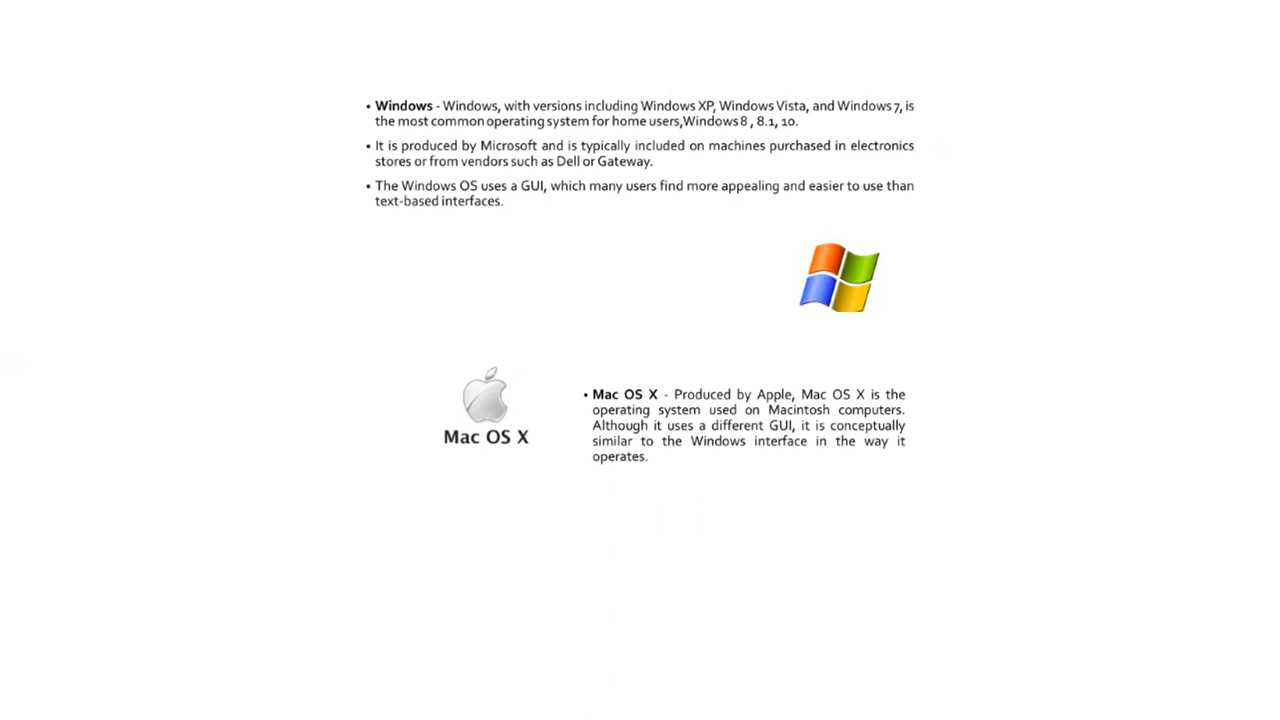 • Windows - Windows, with versions including Windows XP, Windows Vista, and Windows 7, is
the most common operating system for home users,Windows 8 , 8.1, 10.
• It is produced by Microsoft and is typically included on machines purchased in electronics
stores or from vendors such as Dell or Gateway.
• The Windows OS uses a GUI, which many users find more appealing and easier to use than
text-based interfaces.
Mac OS X
• Mac OS X - Produced by Apple, Mac OS X is the
operating system used on Macintosh computers.
Although it uses a different GUI, it is conceptually
similar to the Windows interface in the way it
operates.